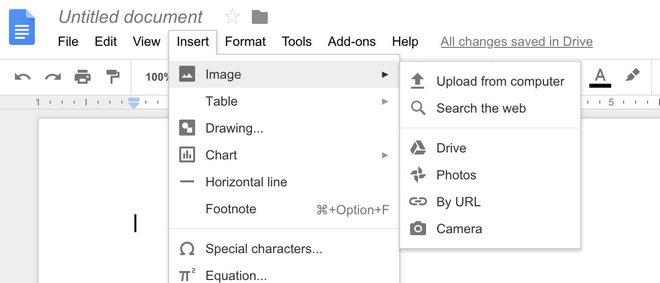 Untitled document
File Edit View Insert Format Tools Add-ons Help All changes saved in Drive
100%
1 5
Image
Table
Drawing...
Chart
Horizontal line
Footnote ⌘+Option+F
Special characters...
Equation...
Upload from computer
Search the web
Drive
Photos
By URL
Camera